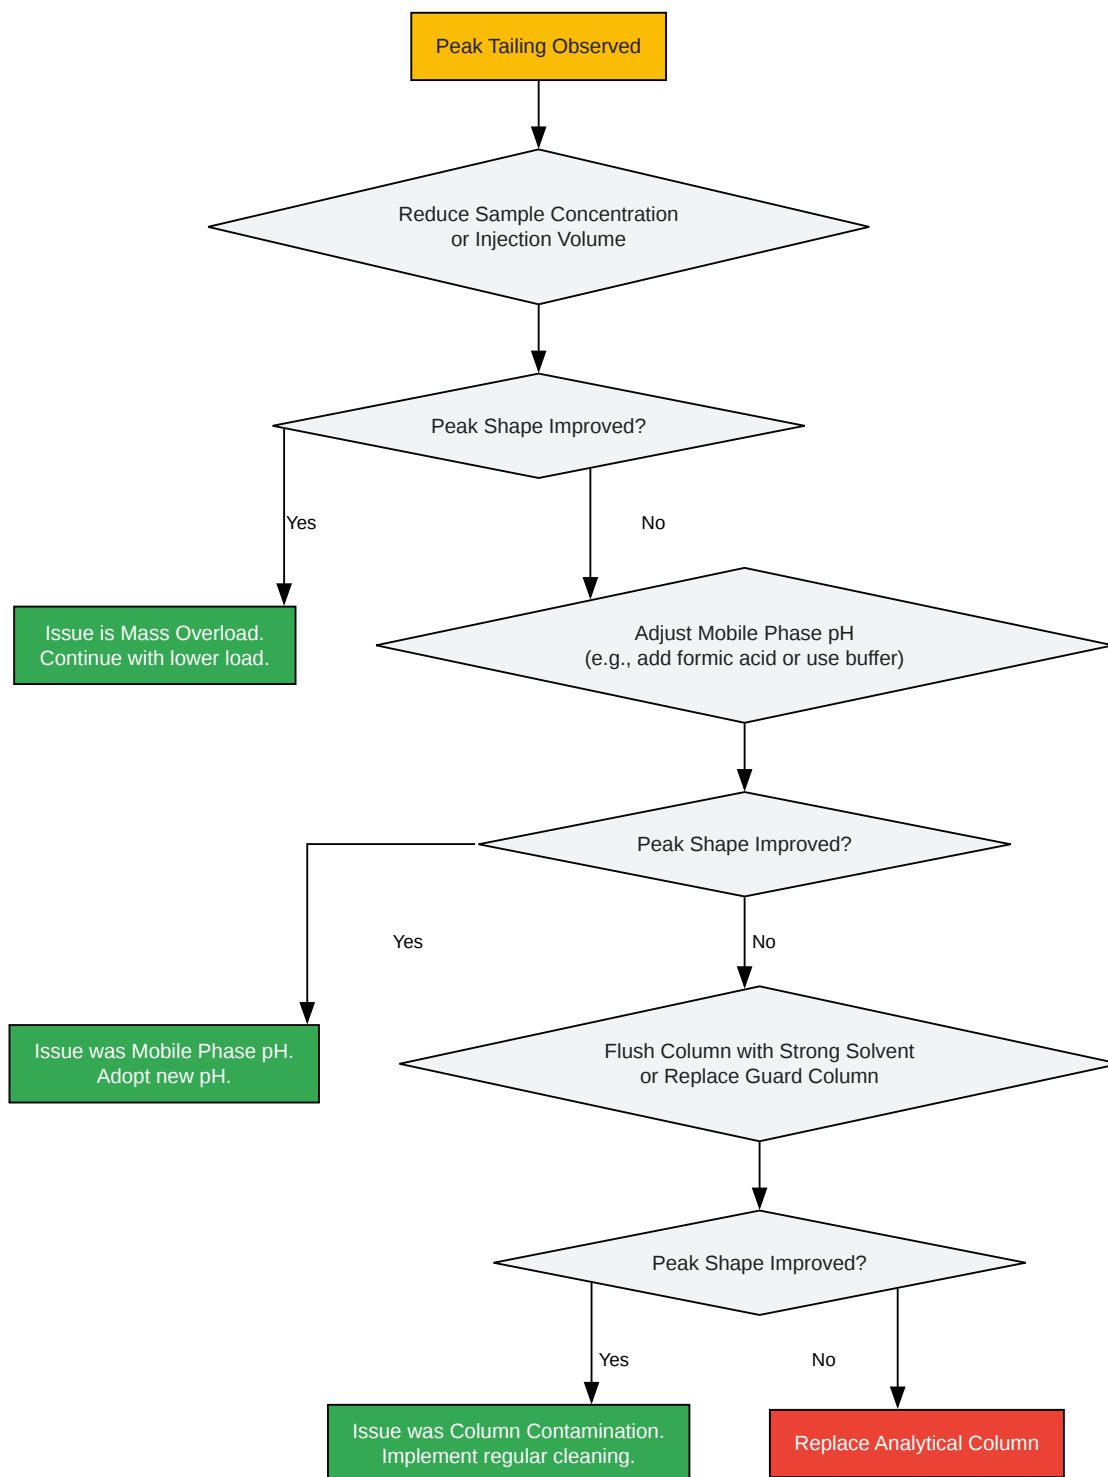 Peak Tailing Observed
Reduce Sample Concentration
or Injection Volume
Peak Shape Improved?
Yes
No
Issue is Mass Overload.
Continue with lower load.
Adjust Mobile Phase pH
(e.g., add formic acid or use buffer)
Peak Shape Improved?
Yes
No
Issue was Mobile Phase pH.
Adopt new pH.
Flush Column with Strong Solvent
or Replace Guard Column
Peak Shape Improved?
Yes
No
Issue was Column Contamination.
Implement regular cleaning.
Replace Analytical Column